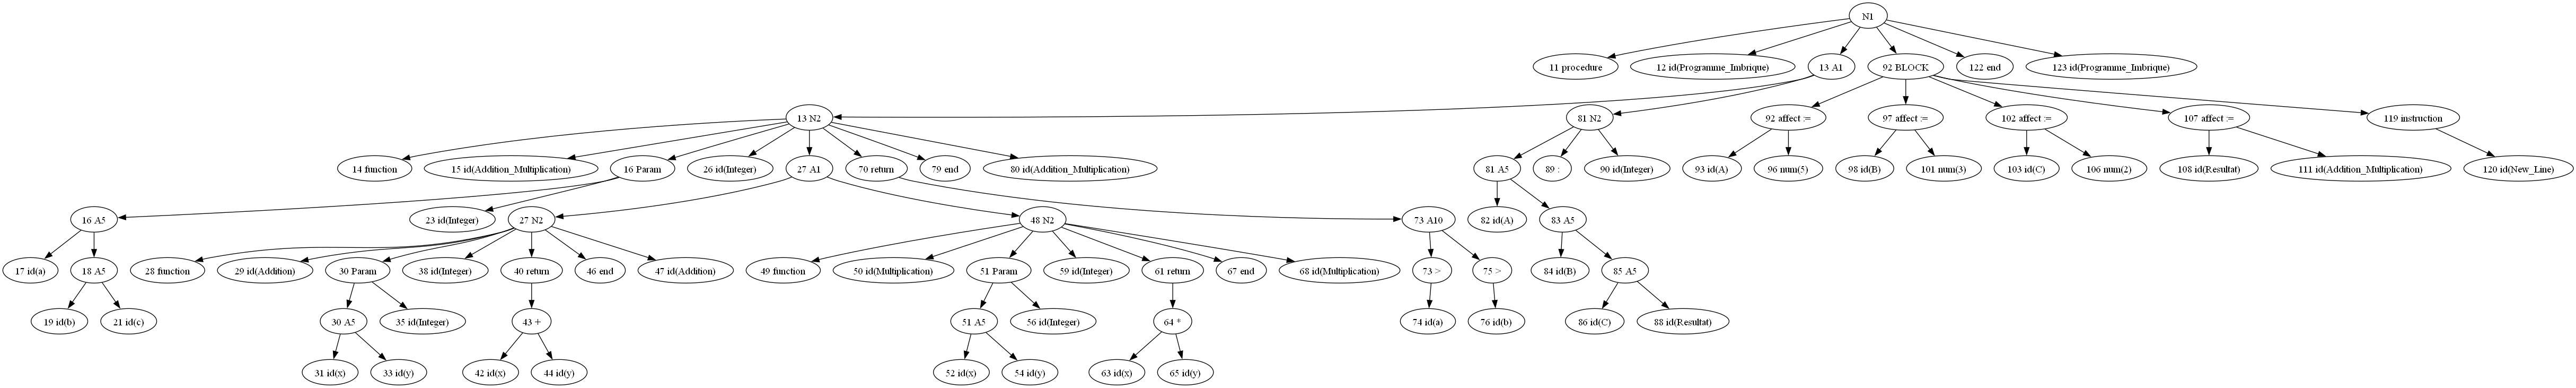 N1
11 procedure
12 id(Programme_Imbrique)
13 A1
92 BLOCK
122 end
123 id(Programme_Imbrique)
13 N2
81 N2
92 affect :=
97 affect :=
102 affect :=
107 affect :=
119 instruction
14 function
15 id(Addition_Multiplication)
16 Param
26 id(Integer)
27 A1
70 return
79 end
80 id(Addition_Multiplication)
81 A5
89 :
90 id(Integer)
93 id(A)
96 num(5)
98 id(B)
101 num(3)
103 id(C)
106 num(2)
108 id(Resultat)
111 id(Addition_Multiplication)
120 id(New_Line)
16 A5
23 id(Integer)
27 N2
48 N2
73 A10
82 id(A)
83 A5
17 id(a)
18 A5
28 function
29 id(Addition)
30 Param
38 id(Integer)
40 return
46 end
47 id(Addition)
49 function
50 id(Multiplication)
51 Param
59 id(Integer)
61 return
67 end
68 id(Multiplication)
73 >
75 >
84 id(B)
85 A5
19 id(b)
21 id(c)
30 A5
35 id(Integer)
43 +
51 A5
56 id(Integer)
64 *
74 id(a)
76 id(b)
86 id(C)
88 id(Resultat)
31 id(x)
33 id(y)
42 id(x)
44 id(y)
52 id(x)
54 id(y)
63 id(x)
65 id(y)